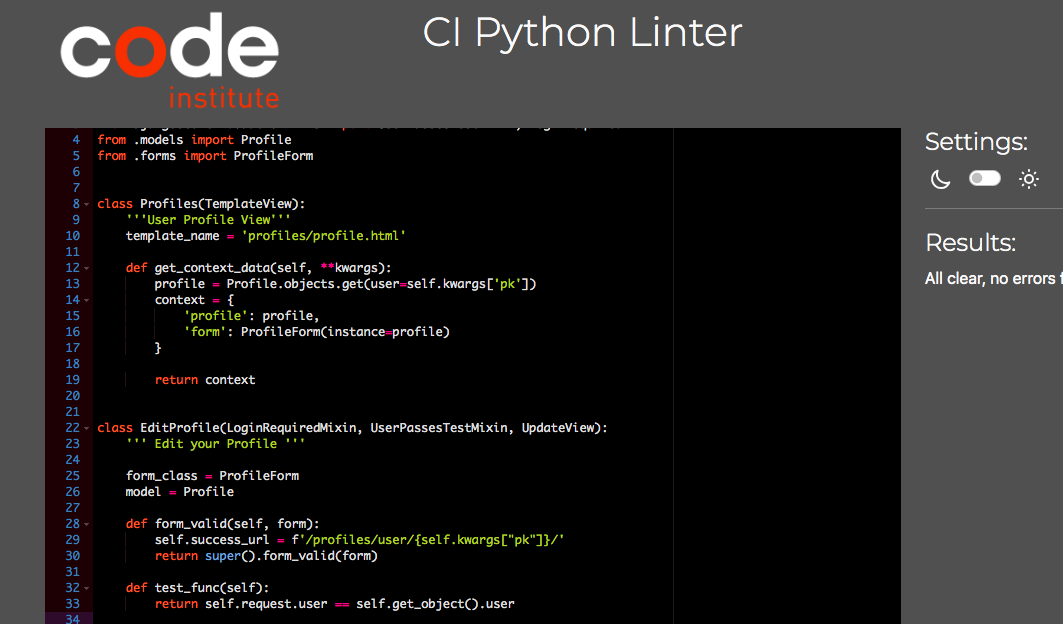 code
institute
CI Python Linter
4 from .models import Profile
5 from .forms import ProfileForm
6
7
8 class Profiles(TemplateView):
9     '''User Profile View'''
10     template_name = 'profiles/profile.html'
11
12     def get_context_data(self, **kwargs):
13         profile = Profile.objects.get(user=self.kwargs['pk'])
14         context = {
15             'profile': profile,
16             'form': ProfileForm(instance=profile)
17         }
18
19         return context
20
21
22 class EditProfile(LoginRequiredMixin, UserPassesTestMixin, UpdateView):
23     ''' Edit your Profile '''
24
25     form_class = ProfileForm
26     model = Profile
27
28     def form_valid(self, form):
29         self.success_url = f'/profiles/user/{self.kwargs["pk"]}/'
30         return super().form_valid(form)
31
32     def test_func(self):
33         return self.request.user == self.get_object().user
34
Settings:
Results:
All clear, no errors f